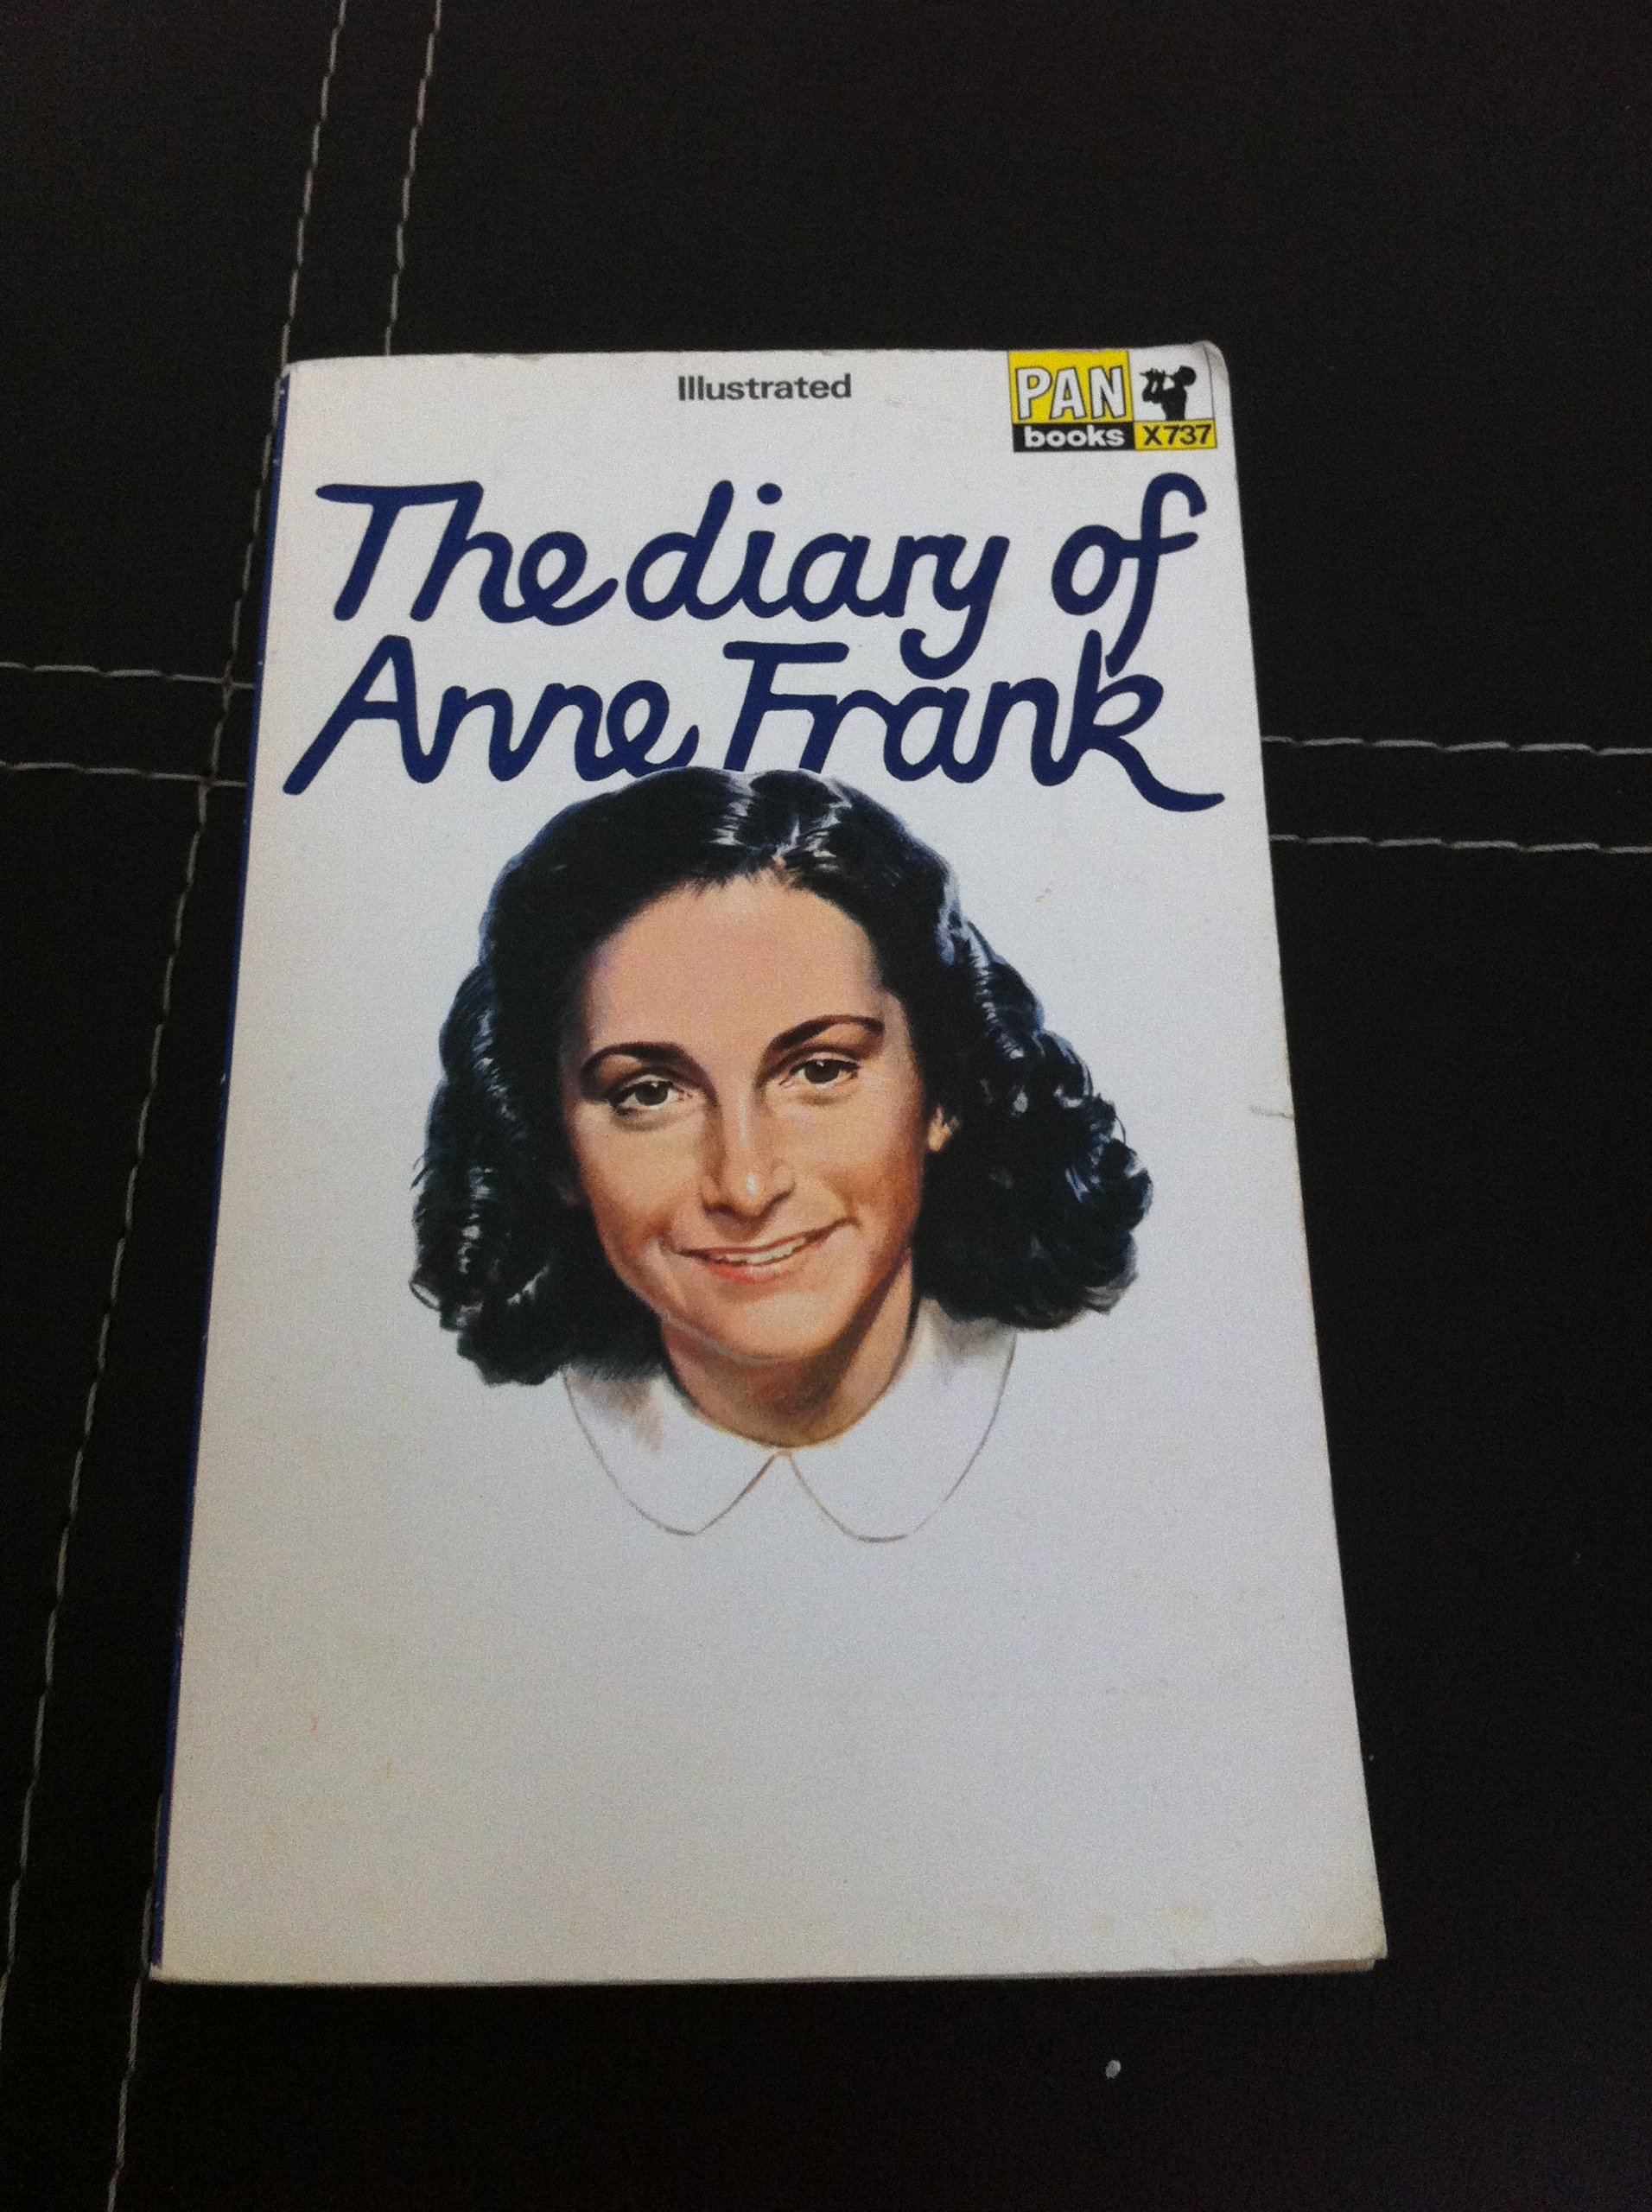 Illustrated
PAN
books X737
The diary of
Anne Frank